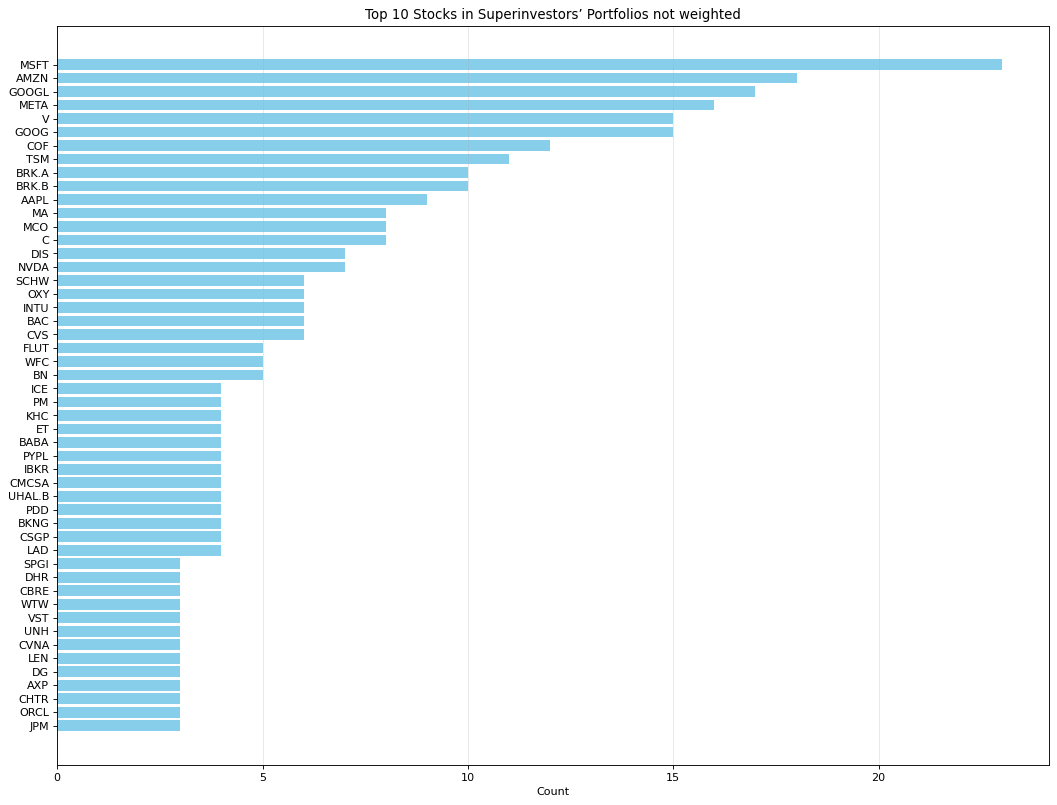 Top 10 Stocks in Superinvestors’ Portfolios not weighted
MSFT
AMZN
GOOGL
META
V
GOOG
COF
TSM
BRK.A
BRK.B
AAPL
MA
MCO
C
DIS
NVDA
SCHW
OXY
INTU
BAC
CVS
FLUT
WFC
BN
ICE
PM
KHC
ET
BABA
PYPL
IBKR
CMCSA
UHAL.B
PDD
BKNG
CSGP
LAD
SPGI
DHR
CBRE
WTW
VST
UNH
CVNA
LEN
DG
AXP
CHTR
ORCL
JPM
0 5 10 15 20
Count